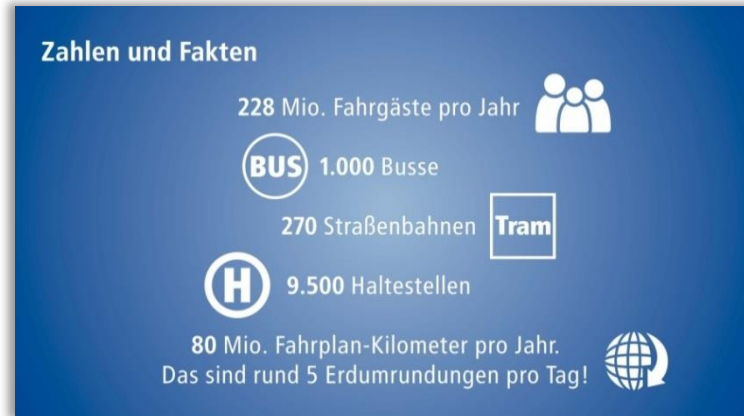 Zahlen und Fakten
228 Mio. Fahrgäste pro Jahr
BUS 1.000 Busse
270 Straßenbahnen Tram
H 9.500 Haltestellen
80 Mio. Fahrplan-Kilometer pro Jahr.
Das sind rund 5 Erdumrundungen pro Tag!